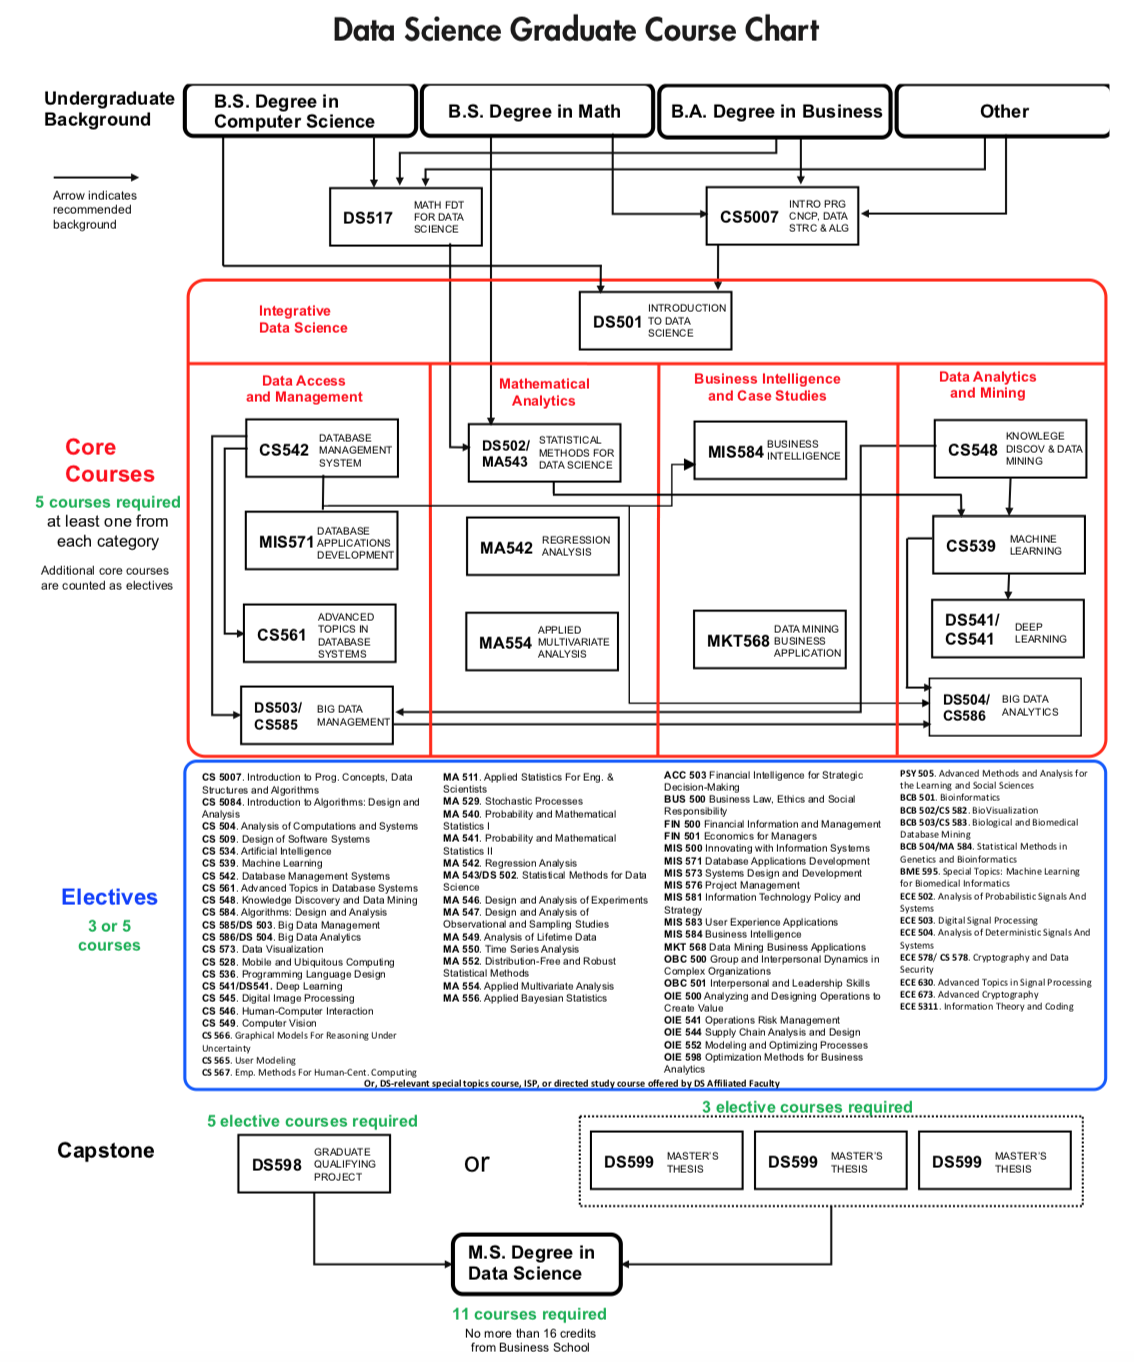 Data Science Graduate Course Chart
Undergraduate
Background
B.S. Degree in
Computer Science
B.S. Degree in Math
B.A. Degree in Business
Other
Arrow indicates
recommended
background
DS517
MATH FDT
FOR DATA
SCIENCE
CS5007
INTRO PRG
CNCP, DATA
STRC & ALG
Integrative
Data Science
DS501
INTRODUCTION
TO DATA
SCIENCE
Core
Courses
5 courses required
at least one from
each category
Additional core courses
are counted as electives
Data Access
and Management
CS542
DATABASE
MANAGEMENT
SYSTEM
MIS571
DATABASE
APPLICATIONS
DEVELOPMENT
CS561
ADVANCED
TOPICS IN
DATABASE
SYSTEMS
DS503/
CS585
BIG DATA
MANAGEMENT
Mathematical
Analytics
DS502/
MA543
STATISTICAL
METHODS FOR
DATA SCIENCE
MA542
REGRESSION
ANALYSIS
MA554
APPLIED
MULTIVARIATE
ANALYSIS
Business Intelligence
and Case Studies
MIS584
BUSINESS
INTELLIGENCE
MKT568
DATA MINING
BUSINESS
APPLICATION
Data Analytics
and Mining
CS548
KNOWLEGE
DISCOV & DATA
MINING
CS539
MACHINE
LEARNING
DS541/
CS541
DEEP
LEARNING
DS504/
CS586
BIG DATA
ANALYTICS
Electives
3 or 5
courses
CS 5007. Introduction to Prog. Concepts, Data
Structures and Algorithms
CS 5084. Introduction to Algorithms: Design and
Analysis
CS 504. Analysis of Computations and Systems
CS 509. Design of Software Systems
CS 534. Artificial Intelligence
CS 539. Machine Learning
CS 542. Database Management Systems
CS 561. Advanced Topics in Database Systems
CS 548. Knowledge Discovery and Data Mining
CS 584. Algorithms: Design and Analysis
CS 585/DS 503. Big Data Management
CS 586/DS 504. Big Data Analytics
CS 573. Data Visualization
CS 528. Mobile and Ubiquitous Computing
CS 536. Programming Language Design
CS 541/DS541. Deep Learning
CS 545. Digital Image Processing
CS 546. Human-Computer Interaction
CS 549. Computer Vision
CS 566. Graphical Models For Reasoning Under
Uncertainty
CS 565. User Modeling
CS 567. Emp. Methods For Human-Cent. Computing
MA 511. Applied Statistics For Eng. &
Scientists
MA 529. Stochastic Processes
MA 540. Probability and Mathematical
Statistics I
MA 541. Probability and Mathematical
Statistics II
MA 542. Regression Analysis
MA 543/DS 502. Statistical Methods for Data
Science
MA 546. Design and Analysis of Experiments
MA 547. Design and Analysis of
Observational and Sampling Studies
MA 549. Analysis of Lifetime Data
MA 550. Time Series Analysis
MA 552. Distribution-Free and Robust
Statistical Methods
MA 554. Applied Multivariate Analysis
MA 556. Applied Bayesian Statistics
ACC 503 Financial Intelligence for Strategic
Decision-Making
BUS 500 Business Law, Ethics and Social
Responsibility
FIN 500 Financial Information and Management
FIN 501 Economics for Managers
MIS 500 Innovating with Information Systems
MIS 571 Database Applications Development
MIS 573 Systems Design and Development
MIS 576 Project Management
MIS 581 Information Technology Policy and
Strategy
MIS 583 User Experience Applications
MIS 584 Business Intelligence
MKT 568 Data Mining Business Applications
OBC 500 Group and Interpersonal Dynamics in
Complex Organizations
OBC 501 Interpersonal and Leadership Skills
OIE 500 Analyzing and Designing Operations to
Create Value
OIE 541 Operations Risk Management
OIE 544 Supply Chain Analysis and Design
OIE 552 Modeling and Optimizing Processes
OIE 598 Optimization Methods for Business
Analytics
PSY 505. Advanced Methods and Analysis for
the Learning and Social Sciences
BCB 501. Bioinformatics
BCB 502/CS 582. BioVisualization
BCB 503/CS 583. Biological and Biomedical
Database Mining
BCB 504/MA 584. Statistical Methods in
Genetics and Bioinformatics
BME 595. Special Topics: Machine Learning
for Biomedical Informatics
ECE 502. Analysis of Probabilistic Signals And
Systems
ECE 503. Digital Signal Processing
ECE 504. Analysis of Deterministic Signals And
Systems
ECE 578/ CS 578. Cryptography and Data
Security
ECE 630. Advanced Topics in Signal Processing
ECE 673. Advanced Cryptography
ECE 5311. Information Theory and Coding
Or, DS-relevant special topics course, ISP, or directed study course offered by DS Affiliated Faculty
Capstone
5 elective courses required
DS598
GRADUATE
QUALIFYING
PROJECT
or
3 elective courses required
DS599
MASTER'S
THESIS
DS599
MASTER'S
THESIS
DS599
MASTER'S
THESIS
M.S. Degree in
Data Science
11 courses required
No more than 16 credits
from Business School